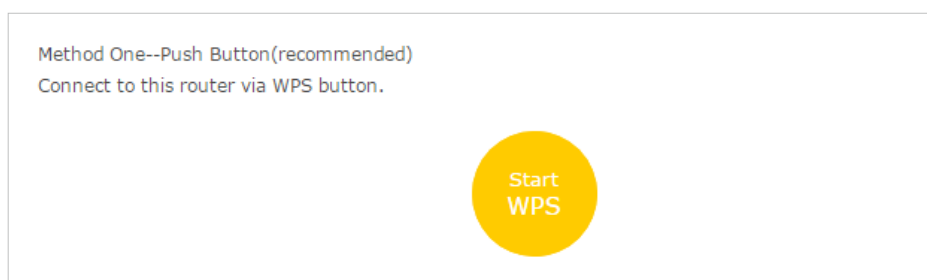 Method One--Push Button(recommended)
Connect to this router via WPS button.
Start
WPS